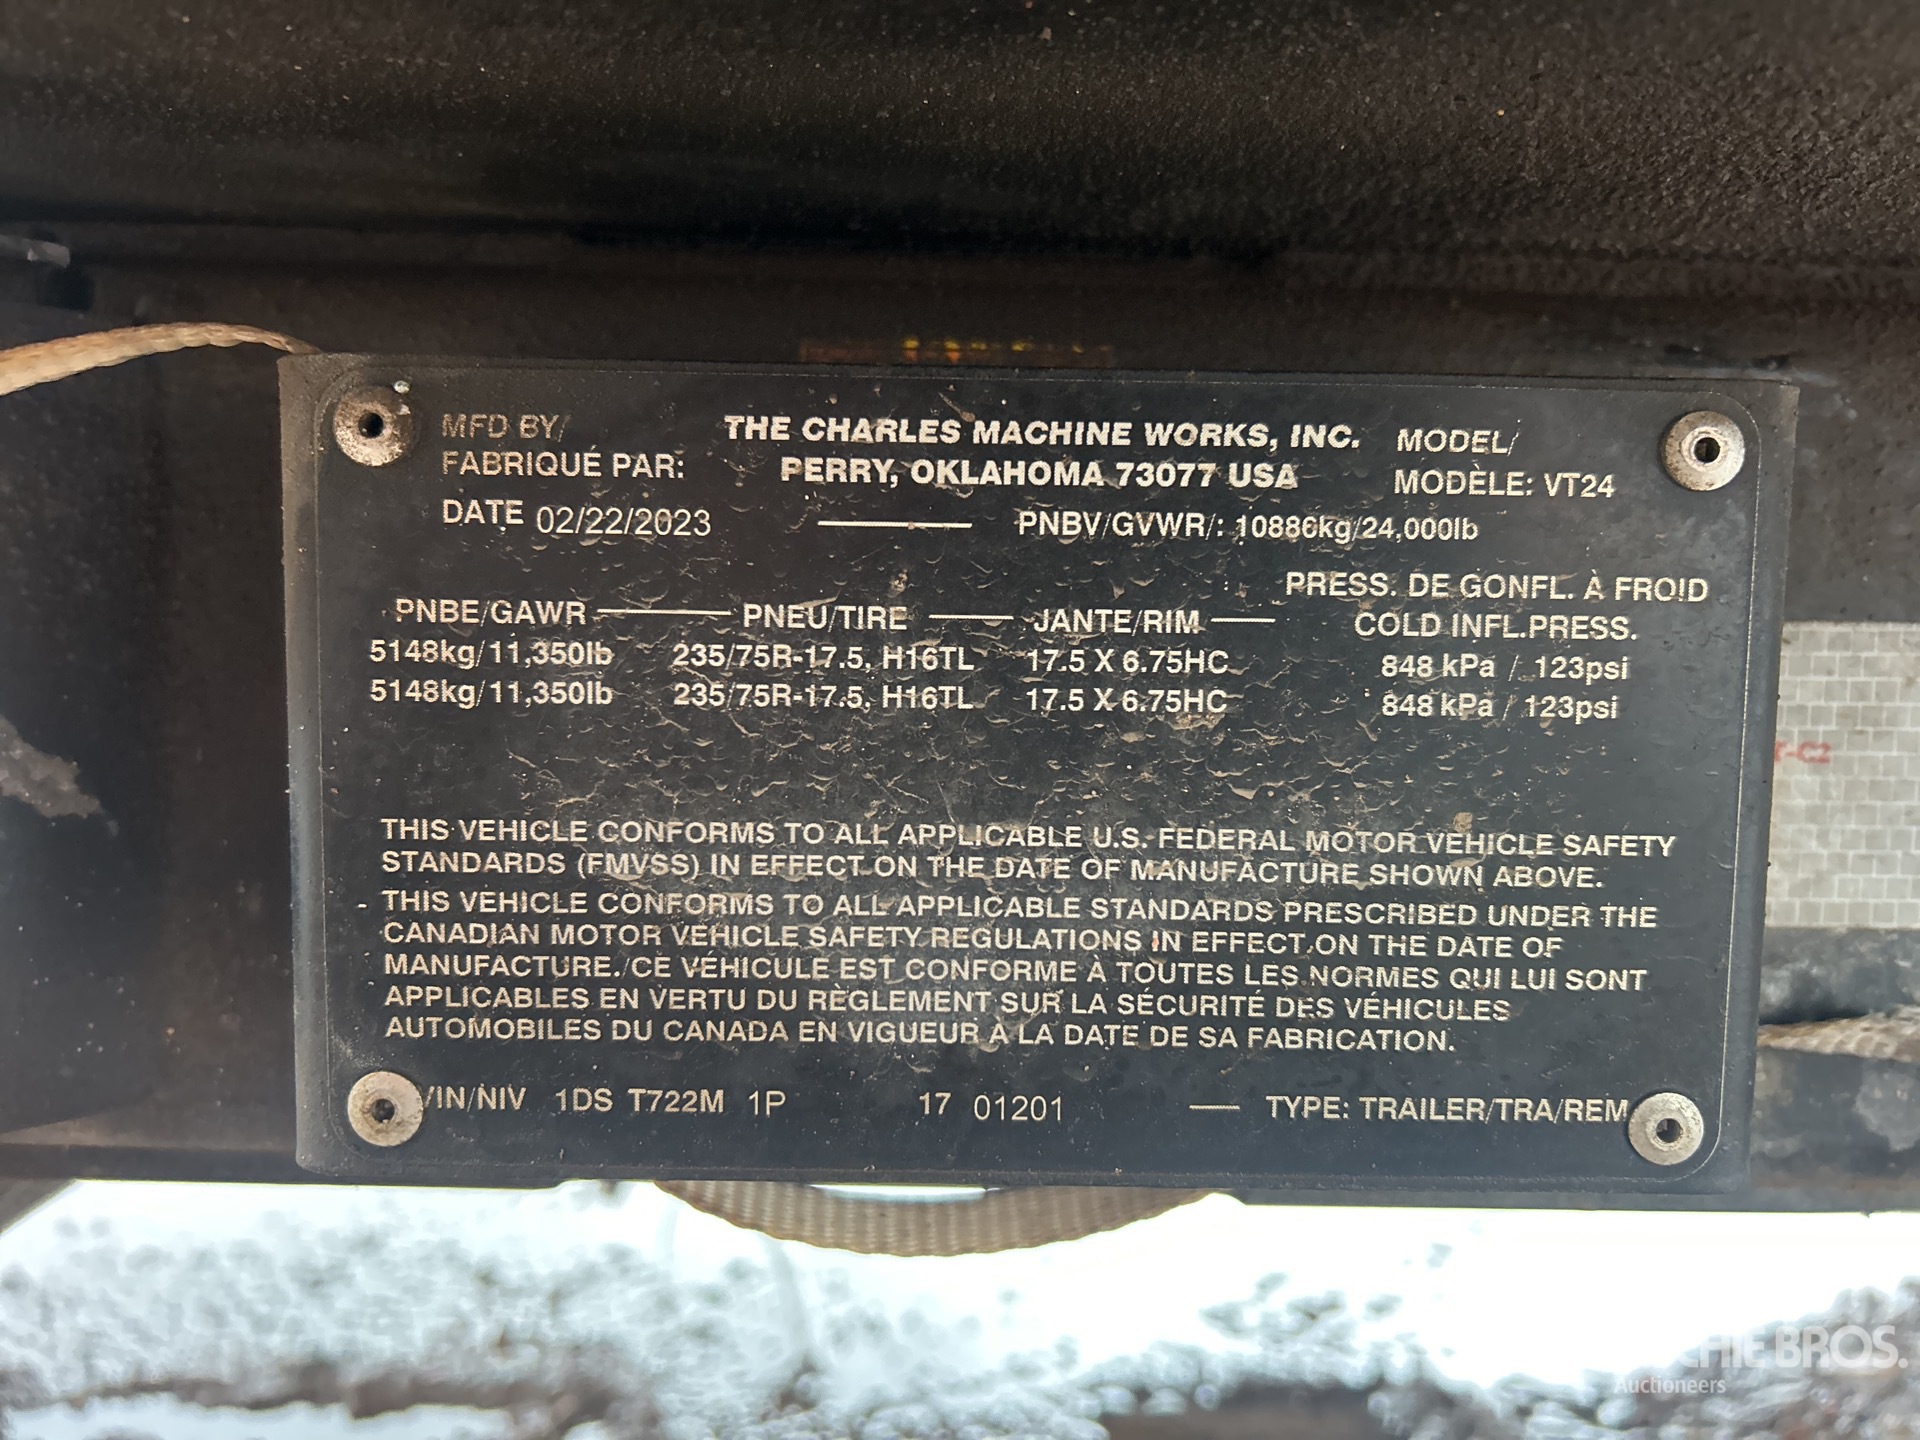 MFD BY/ THE CHARLES MACHINE WORKS, INC. MODEL/
FABRIQUÉ PAR: PERRY, OKLAHOMA 73077 USA MODÈLE: VT24
DATE 02/22/2023 PNBV/GVWR/: 10886kg/24,000lb
PRESS. DE GONFL. À FROID
PNBE/GAWR PNEU/TIRE JANTE/RIM COLD INFL.PRESS.
5148kg/11,350lb 235/75R-17.5, H16TL 17.5 X 6.75HC 848 kPa / 123psi
5148kg/11,350lb 235/75R-17.5, H16TL 17.5 X 6.75HC 848 kPa / 123psi
THIS VEHICLE CONFORMS TO ALL APPLICABLE U.S. FEDERAL MOTOR VEHICLE SAFETY
STANDARDS (FMVSS) IN EFFECT ON THE DATE OF MANUFACTURE SHOWN ABOVE.
- THIS VEHICLE CONFORMS TO ALL APPLICABLE STANDARDS PRESCRIBED UNDER THE
CANADIAN MOTOR VEHICLE SAFETY REGULATIONS IN EFFECT ON THE DATE OF
MANUFACTURE./CE VÉHICULE EST CONFORME À TOUTES LES NORMES QUI LUI SONT
APPLICABLES EN VERTU DU RÈGLEMENT SUR LA SÉCURITÉ DES VÉHICULES
AUTOMOBILES DU CANADA EN VIGUEUR À LA DATE DE SA FABRICATION.
VIN/NIV 1DS T722M 1P 17 01201 TYPE: TRAILER/TRA/REM
-C2
BROS.
Auctioneers